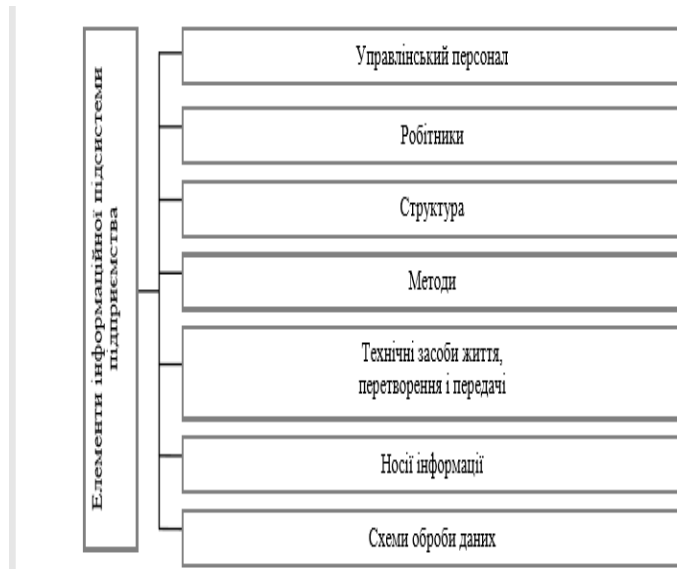 Елементи інформаційної підсистеми
підприємства
Управлінський персонал
Робітники
Структура
Методи
Технічні засоби життя,
перетворення і передачі
Носії інформації
Схеми оброби даних